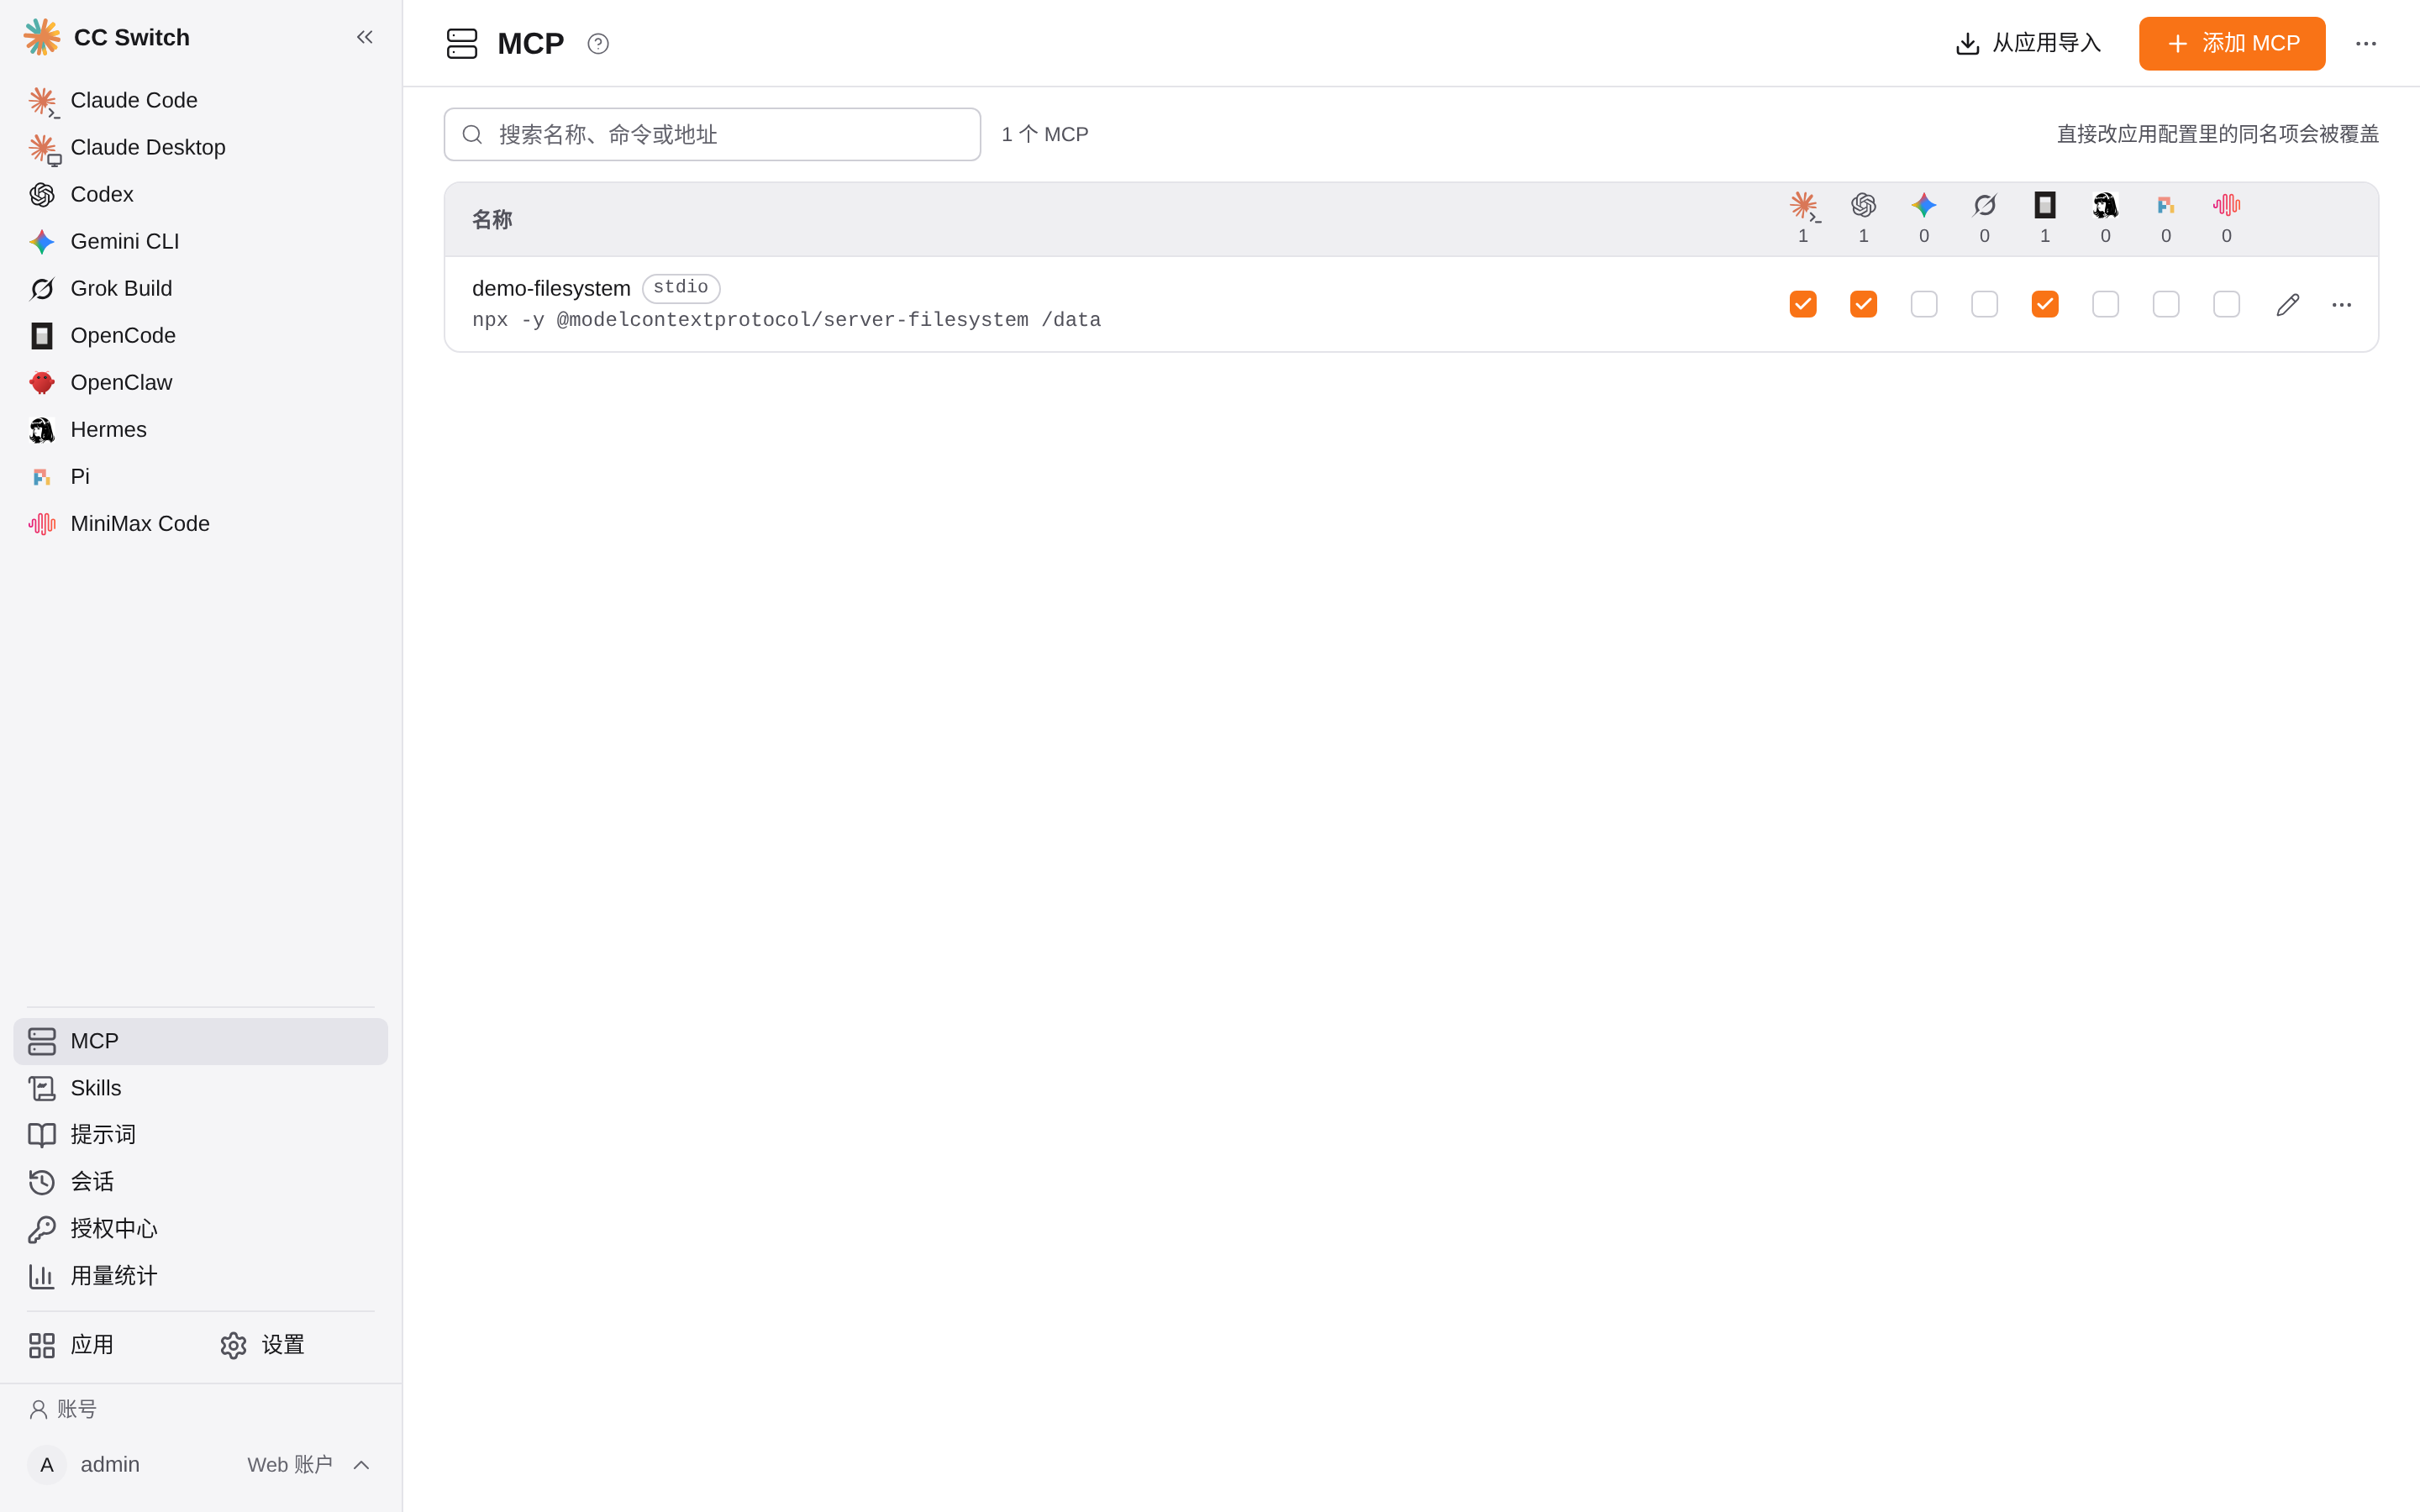 CC Switch
Claude Code
Claude Desktop
Codex
Gemini CLI
Grok Build
OpenCode
OpenClaw
Hermes
Pi
MiniMax Code
MCP
Skills
提示词
会话
授权中心
用量统计
应用 设置
账号
A admin Web 账户
MCP
从应用导入
添加 MCP
搜索名称、命令或地址
1 个 MCP
直接改应用配置里的同名项会被覆盖
名称
1 1 0 0 1 0 0 0
demo-filesystem stdio
npx -y @modelcontextprotocol/server-filesystem /data